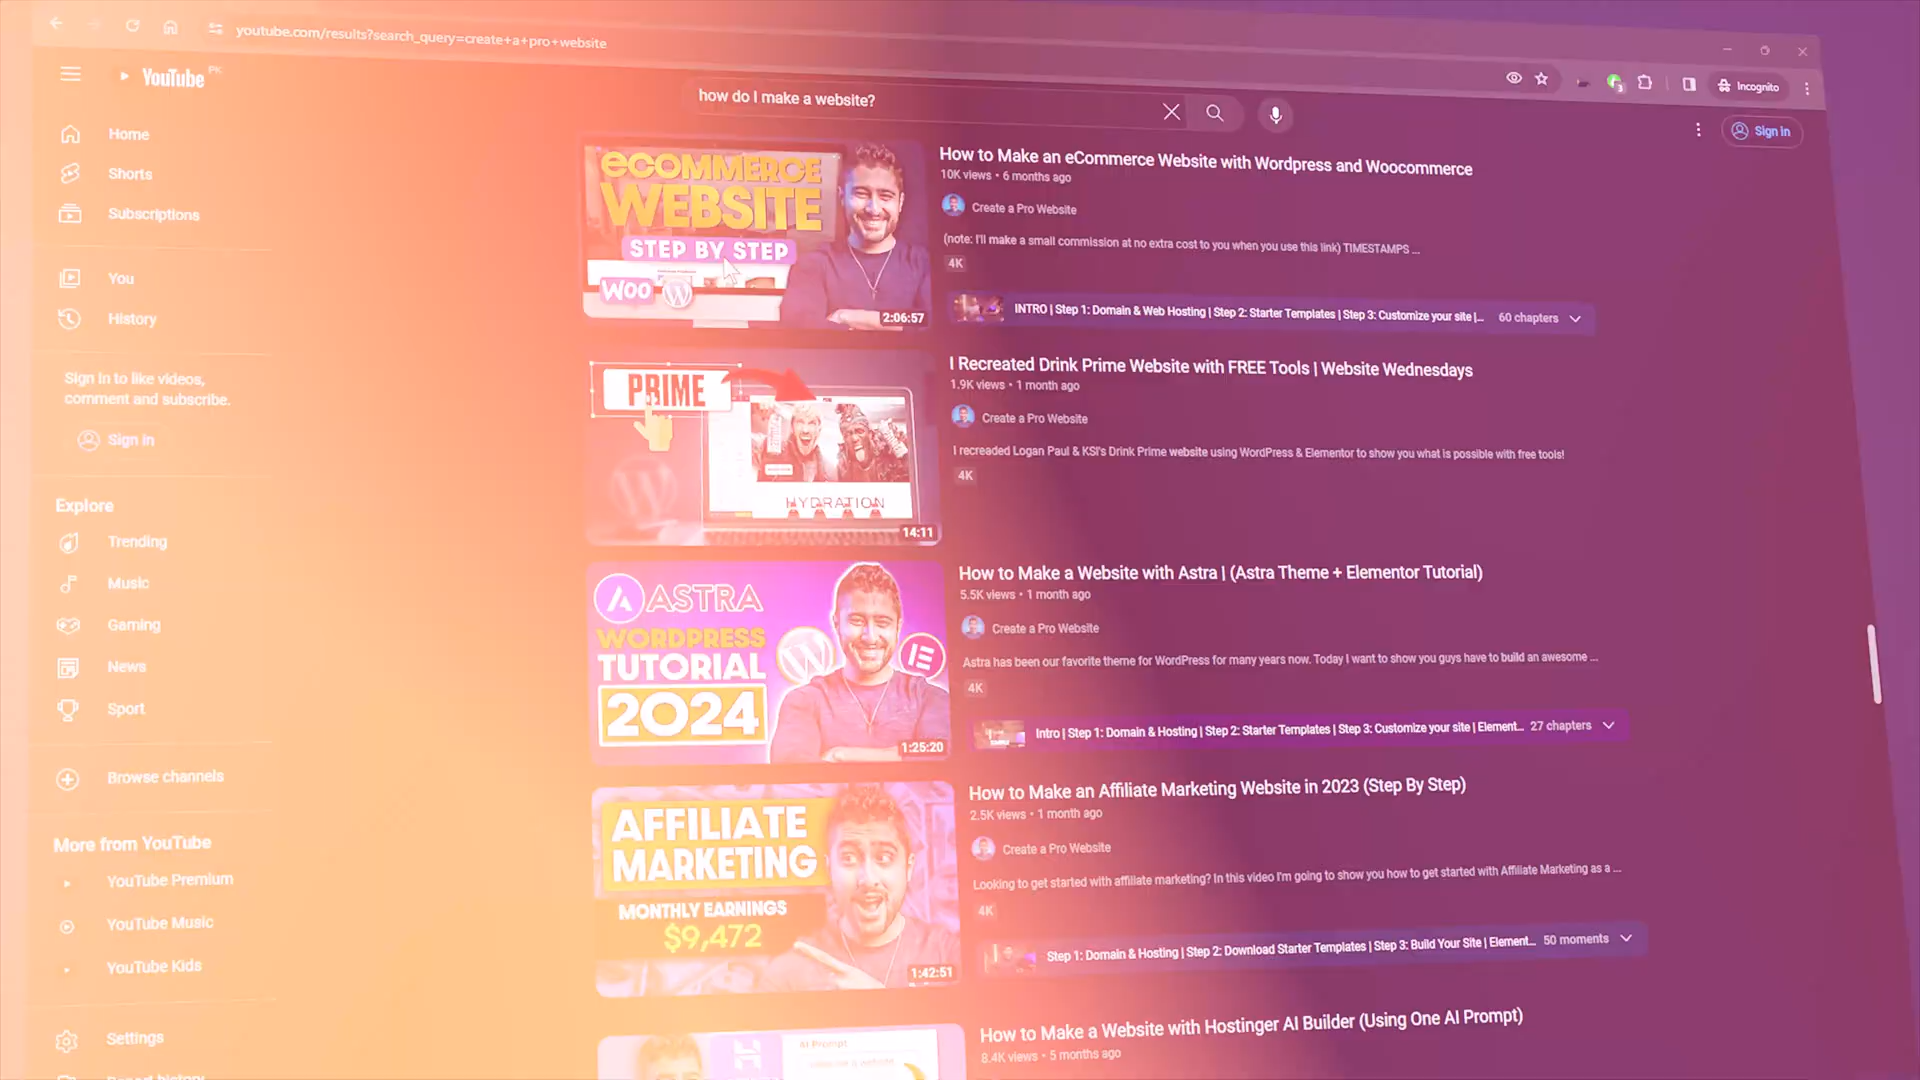 youtube.com/results?search_query=create+a+pro+website
YouTube PK
how do I make a website?
Incognito
Sign in
Home
Shorts
Subscriptions
You
History
Sign in to like videos,
comment and subscribe.
Sign in
Explore
Trending
Music
Gaming
News
Sport
Browse channels
More from YouTube
YouTube Premium
YouTube Music
YouTube Kids
Settings
Report history
eCOMMERCE
WEBSITE
STEP BY STEP
WOO
2:06:57
How to Make an eCommerce Website with Wordpress and Woocommerce
10K views • 6 months ago
Create a Pro Website
(note: I'll make a small commission at no extra cost to you when you use this link) TIMESTAMPS ...
4K
INTRO | Step 1: Domain & Web Hosting | Step 2: Starter Templates | Step 3: Customize your site |... 60 chapters
PRIME
HYDRATION
14:11
I Recreated Drink Prime Website with FREE Tools | Website Wednesdays
1.9K views • 1 month ago
Create a Pro Website
I recreaded Logan Paul & KSI's Drink Prime website using WordPress & Elementor to show you what is possible with free tools!
4K
ASTRA
WORDPRESS
TUTORIAL
2024
1:25:20
How to Make a Website with Astra | (Astra Theme + Elementor Tutorial)
5.5K views • 1 month ago
Create a Pro Website
Astra has been our favorite theme for WordPress for many years now. Today I want to show you guys have to build an awesome ...
4K
Intro | Step 1: Domain & Hosting | Step 2: Starter Templates | Step 3: Customize your site | Element... 27 chapters
AFFILIATE
MARKETING
MONTHLY EARNINGS
$9,472
1:42:51
How to Make an Affiliate Marketing Website in 2023 (Step By Step)
2.5K views • 1 month ago
Create a Pro Website
Looking to get started with affiliate marketing? In this video I'm going to show you how to get started with Affiliate Marketing as a ...
4K
Step 1: Domain & Hosting | Step 2: Download Starter Templates | Step 3: Build Your Site | Element... 50 moments
AI Prompt
How to Make a Website with Hostinger AI Builder (Using One AI Prompt)
8.4K views • 5 months ago